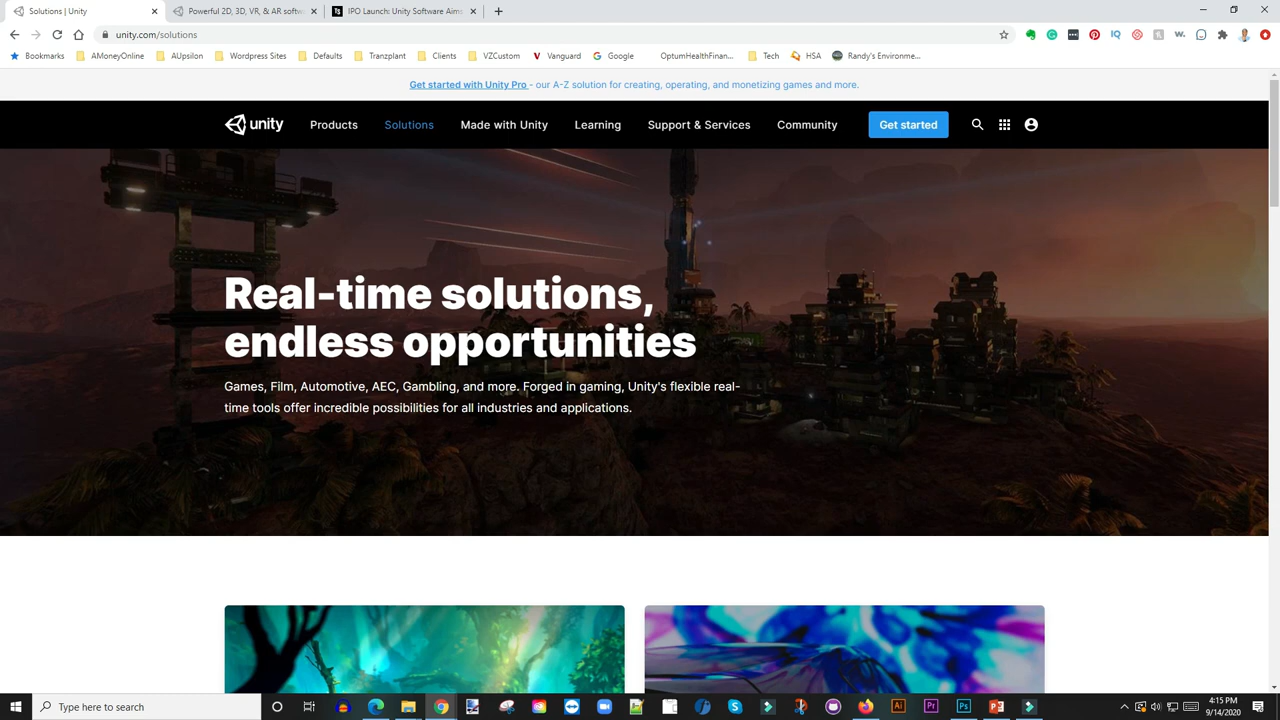 Solutions | Unity
Powerful 2D, 3D, VR, & AR softw
IPO Launch: Unity Software Aims
unity.com/solutions
Bookmarks
AMoneyOnline
AUpsilon
Wordpress Sites
Defaults
Tranzplant
Clients
VZCustom
Vanguard
Google
OptumHealthFinan...
Tech
HSA
Randy's Environme...
Get started with Unity Pro - our A-Z solution for creating, operating, and monetizing games and more.
unity
Products
Solutions
Made with Unity
Learning
Support & Services
Community
Get started
Real-time solutions,
endless opportunities
Games, Film, Automotive, AEC, Gambling, and more. Forged in gaming, Unity's flexible real-
time tools offer incredible possibilities for all industries and applications.
Type here to search
4:15 PM
9/14/2020